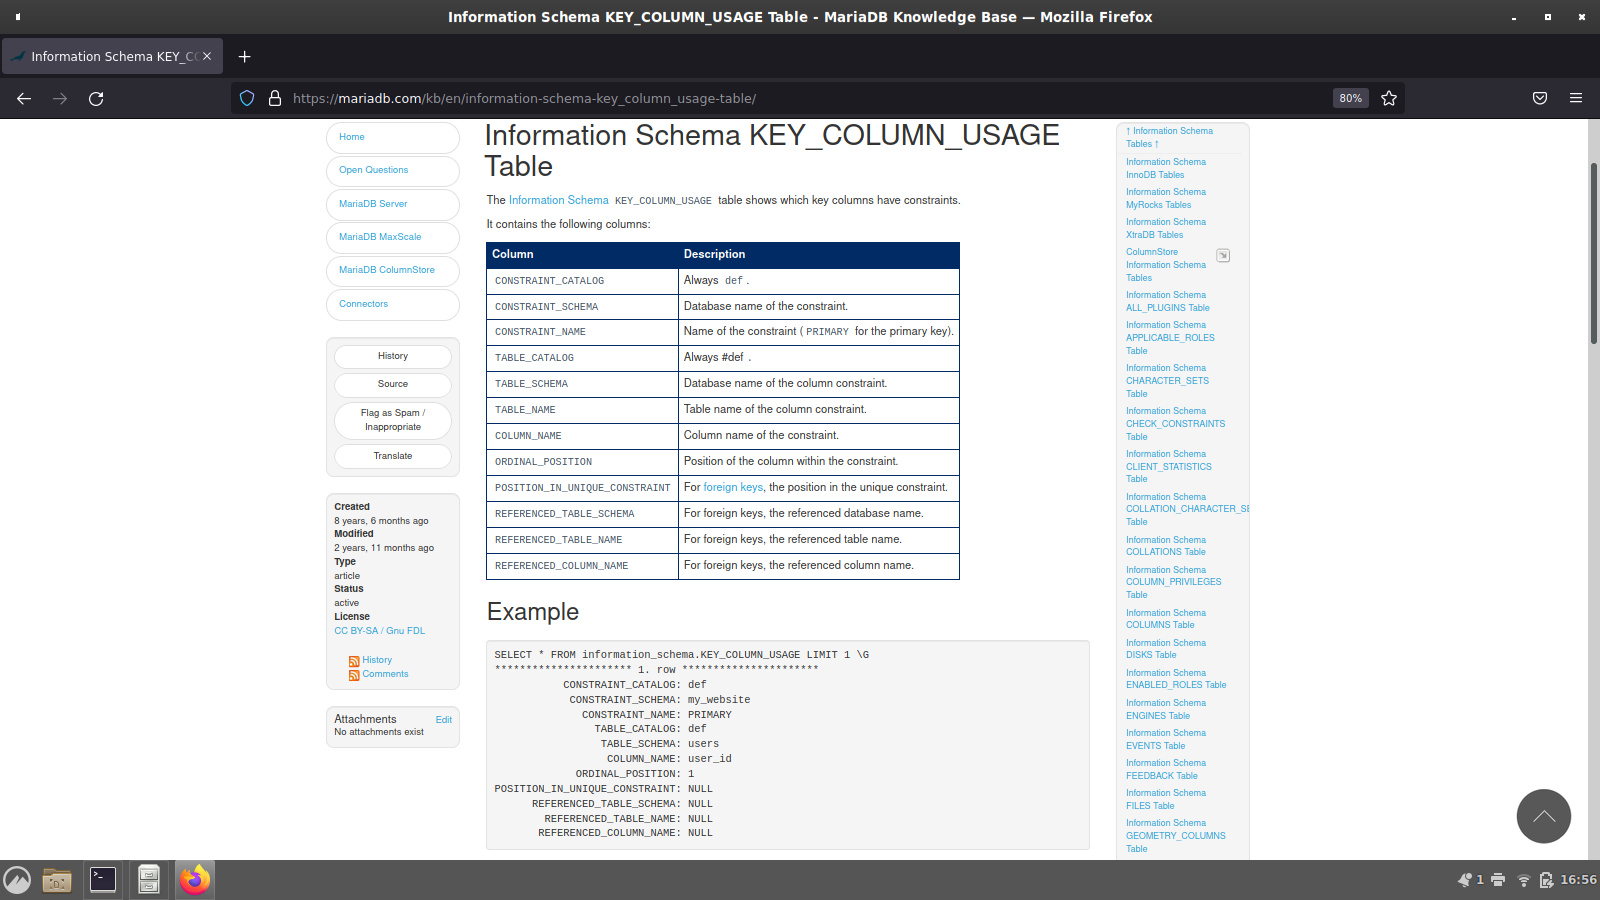 Information Schema KEY_COLUMN_USAGE Table - MariaDB Knowledge Base — Mozilla Firefox
Information Schema KEY_CO
https://mariadb.com/kb/en/information-schema-key_column_usage-table/
80%
Home
Open Questions
MariaDB Server
MariaDB MaxScale
MariaDB ColumnStore
Connectors
History
Source
Flag as Spam /
Inappropriate
Translate
Created
8 years, 6 months ago
Modified
2 years, 11 months ago
Type
article
Status
active
License
CC BY-SA / Gnu FDL
History
Comments
Attachments Edit
No attachments exist
Information Schema KEY_COLUMN_USAGE
Table
The Information Schema KEY_COLUMN_USAGE table shows which key columns have constraints.
It contains the following columns:
Column Description
CONSTRAINT_CATALOG Always def .
CONSTRAINT_SCHEMA Database name of the constraint.
CONSTRAINT_NAME Name of the constraint ( PRIMARY for the primary key).
TABLE_CATALOG Always #def .
TABLE_SCHEMA Database name of the column constraint.
TABLE_NAME Table name of the column constraint.
COLUMN_NAME Column name of the constraint.
ORDINAL_POSITION Position of the column within the constraint.
POSITION_IN_UNIQUE_CONSTRAINT For foreign keys, the position in the unique constraint.
REFERENCED_TABLE_SCHEMA For foreign keys, the referenced database name.
REFERENCED_TABLE_NAME For foreign keys, the referenced table name.
REFERENCED_COLUMN_NAME For foreign keys, the referenced column name.
Example
SELECT * FROM information_schema.KEY_COLUMN_USAGE LIMIT 1 \G
********************** 1. row **********************
CONSTRAINT_CATALOG: def
CONSTRAINT_SCHEMA: my_website
CONSTRAINT_NAME: PRIMARY
TABLE_CATALOG: def
TABLE_SCHEMA: users
COLUMN_NAME: user_id
ORDINAL_POSITION: 1
POSITION_IN_UNIQUE_CONSTRAINT: NULL
REFERENCED_TABLE_SCHEMA: NULL
REFERENCED_TABLE_NAME: NULL
REFERENCED_COLUMN_NAME: NULL
↑ Information Schema
Tables ↑
Information Schema
InnoDB Tables
Information Schema
MyRocks Tables
Information Schema
XtraDB Tables
ColumnStore
Information Schema
Tables
Information Schema
ALL_PLUGINS Table
Information Schema
APPLICABLE_ROLES
Table
Information Schema
CHARACTER_SETS
Table
Information Schema
CHECK_CONSTRAINTS
Table
Information Schema
CLIENT_STATISTICS
Table
Information Schema
COLLATION_CHARACTER_SE
Table
Information Schema
COLLATIONS Table
Information Schema
COLUMN_PRIVILEGES
Table
Information Schema
COLUMNS Table
Information Schema
DISKS Table
Information Schema
ENABLED_ROLES Table
Information Schema
ENGINES Table
Information Schema
EVENTS Table
Information Schema
FEEDBACK Table
Information Schema
FILES Table
Information Schema
GEOMETRY_COLUMNS
Table
1
16:56